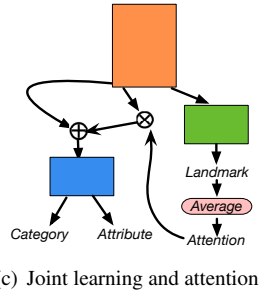 Landmark
Average
Category Attribute Attention
c) Joint learning and attention